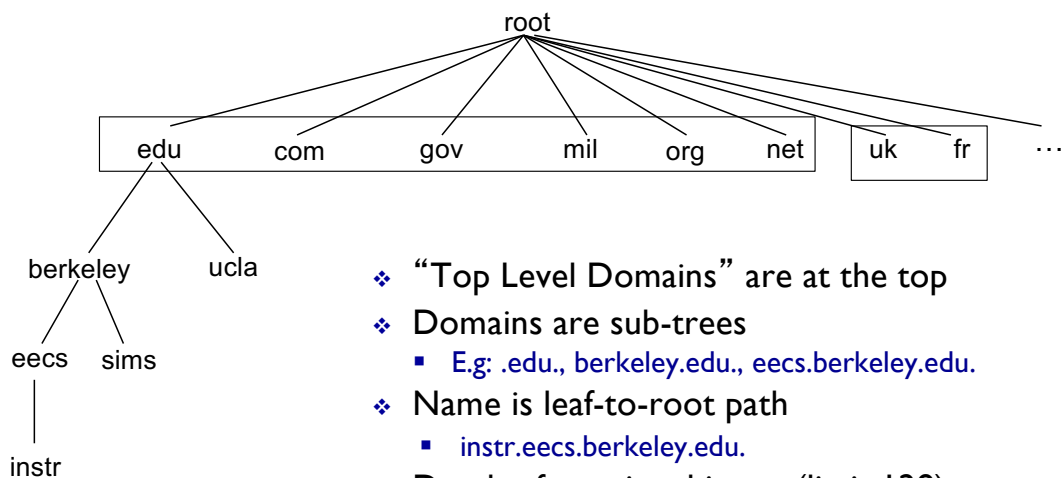 root
edu com gov mil org net uk fr …
berkeley ucla
“Top Level Domains” are at the top
Domains are sub-trees
eecs sims
E.g: .edu., berkeley.edu., eecs.berkeley.edu.
Name is leaf-to-root path
instr.eecs.berkeley.edu.
instr